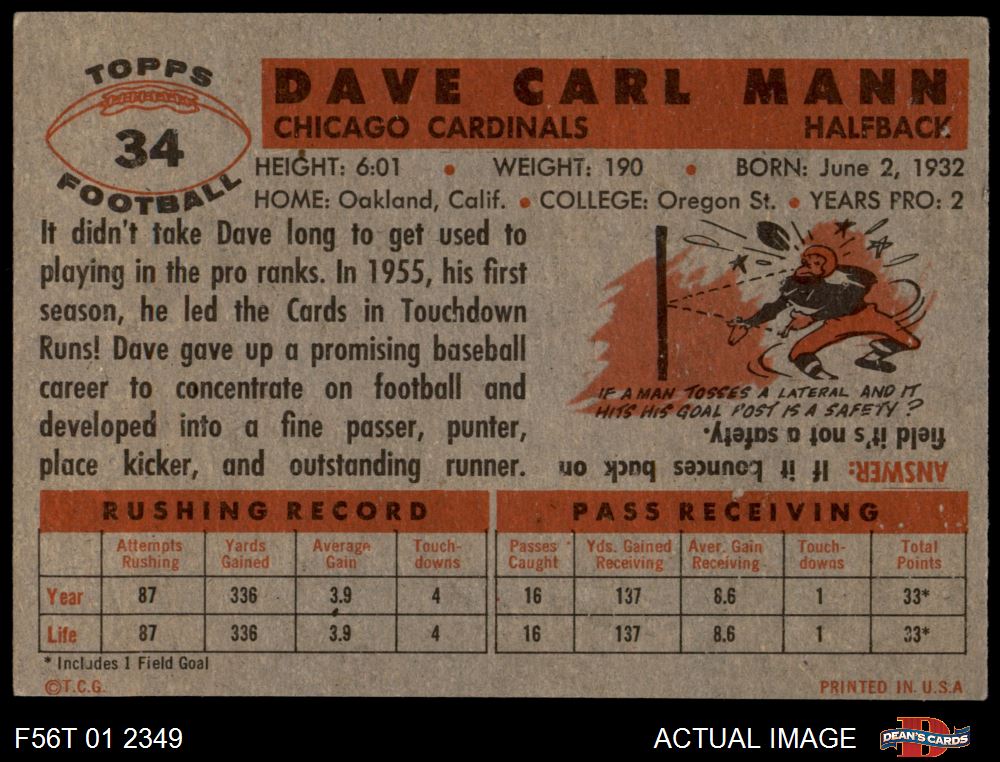 TOPPS
34
FOOTBALL
DAVE CARL MANN
CHICAGO CARDINALS HALFBACK
HEIGHT: 6:01 • WEIGHT: 190 • BORN: June 2, 1932
HOME: Oakland, Calif. • COLLEGE: Oregon St. • YEARS PRO: 2
It didn't take Dave long to get used to
playing in the pro ranks. In 1955, his first
season, he led the Cards in Touchdown
Runs! Dave gave up a promising baseball
career to concentrate on football and
developed into a fine passer, punter,
place kicker, and outstanding runner.
IF A MAN TOSSES A LATERAL AND IT
HITS HIS GOAL POST IS A SAFETY?
ANSWER: If it bounces back on
field it's not a safety.
RUSHING RECORD
Attempts Rushing Yards Gained Average Gain Touch-downs
Year 87 336 3.9 4
Life 87 336 3.9 4
PASS RECEIVING
Passes Caught Yds. Gained Receiving Aver. Gain Receiving Touch-downs Total Points
16 137 8.6 1 33*
16 137 8.6 1 33*
* Includes 1 Field Goal
©T.C.G. PRINTED IN U.S.A
F56T 01 2349 ACTUAL IMAGE DEAN'S CARDS